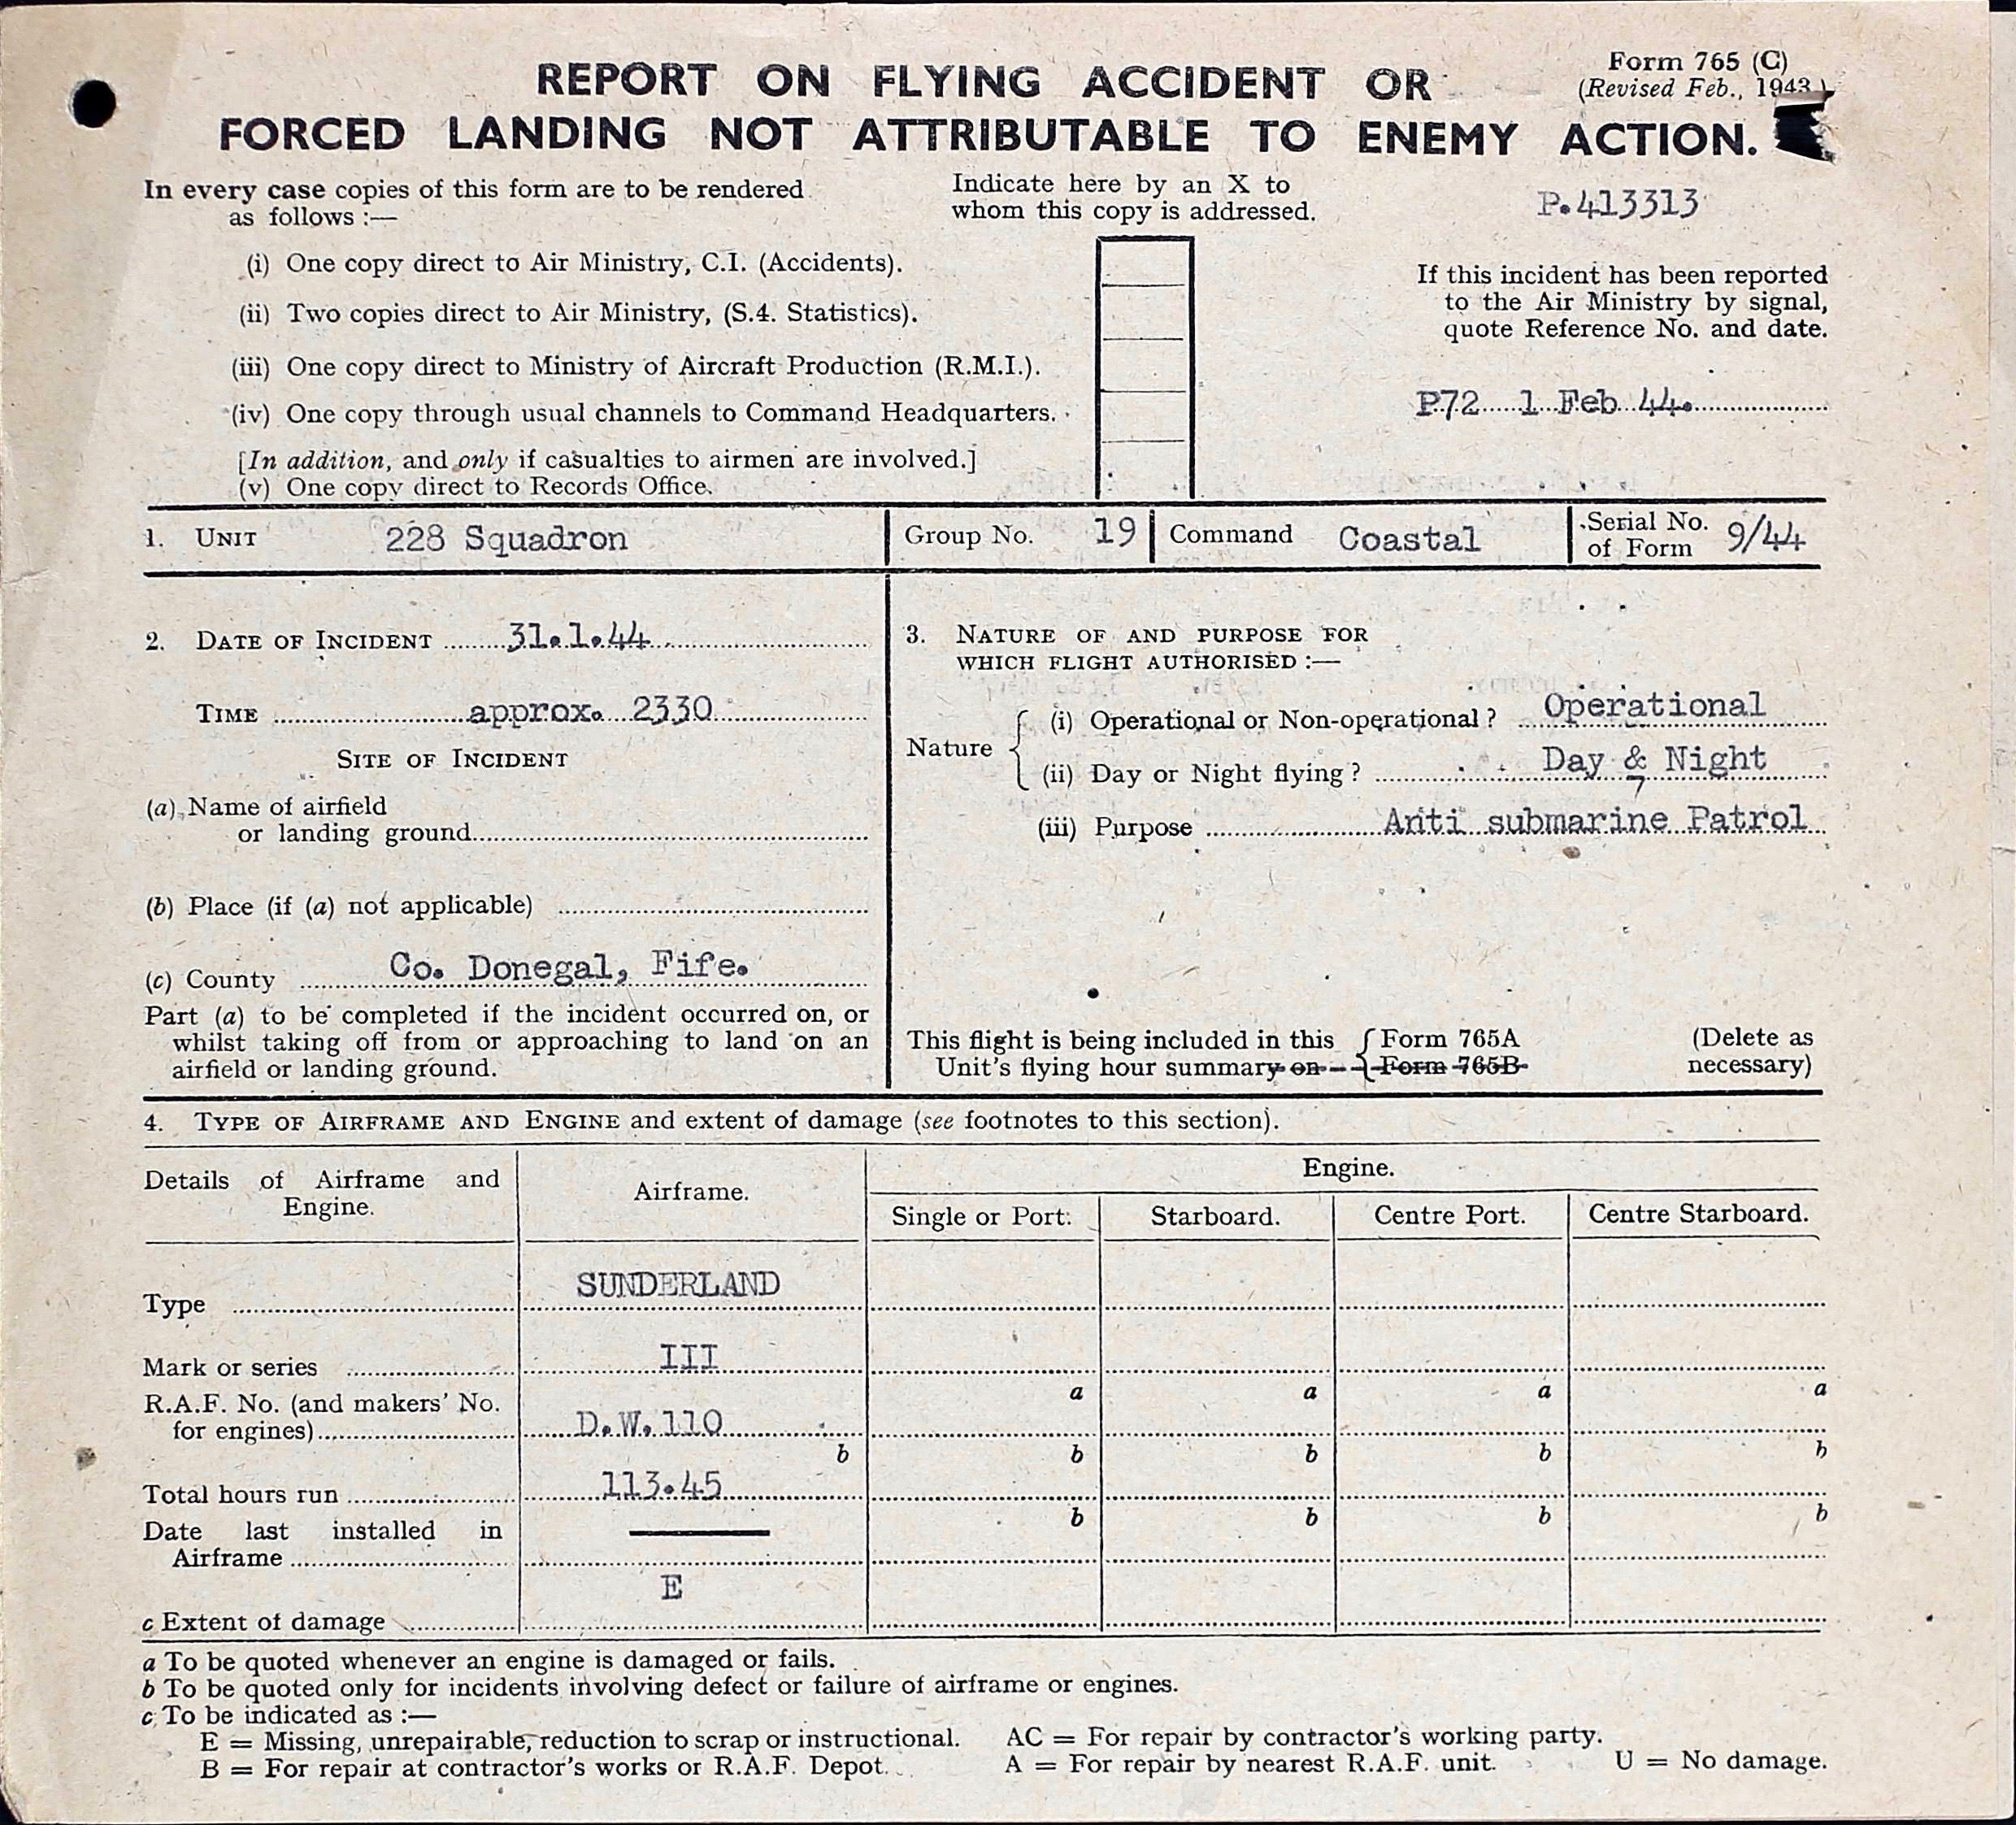 Form 765 (C)
(Revised Feb., 1943.)
REPORT ON FLYING ACCIDENT OR
FORCED LANDING NOT ATTRIBUTABLE TO ENEMY ACTION.
In every case copies of this form are to be rendered
as follows :—
Indicate here by an X to
whom this copy is addressed.
P.413313
(i) One copy direct to Air Ministry, C.I. (Accidents).
(ii) Two copies direct to Air Ministry, (S.4. Statistics).
(iii) One copy direct to Ministry of Aircraft Production (R.M.I.).
(iv) One copy through usual channels to Command Headquarters.
[In addition, and only if casualties to airmen are involved.]
(v) One copy direct to Records Office.
If this incident has been reported
to the Air Ministry by signal,
quote Reference No. and date.
P72 1 Feb 44.
1. UNIT 228 Squadron Group No. 19 Command Coastal Serial No. of Form 9/44
2. DATE OF INCIDENT 31.1.44
TIME approx. 2330
SITE OF INCIDENT
(a) Name of airfield
or landing ground
(b) Place (if (a) not applicable)
(c) County Co. Donegal, Fife.
Part (a) to be completed if the incident occurred on, or
whilst taking off from or approaching to land on an
airfield or landing ground.
3. NATURE OF AND PURPOSE FOR
WHICH FLIGHT AUTHORISED :—
Nature
(i) Operational or Non-operational ? Operational
(ii) Day or Night flying ? Day & Night
(iii) Purpose Anti submarine Patrol
This flight is being included in this Form 765A (Delete as
Unit's flying hour summary on Form 765B necessary)
4. TYPE OF AIRFRAME AND ENGINE and extent of damage (see footnotes to this section).
Details of Airframe and
Engine.
Airframe.
Engine.
Single or Port. Starboard. Centre Port. Centre Starboard.
Type SUNDERLAND
Mark or series III
R.A.F. No. (and makers' No. a a a a
for engines) D.W.110
b b b b b
Total hours run 113.45
Date last installed in b b b b
Airframe
E
c Extent of damage
a To be quoted whenever an engine is damaged or fails.
b To be quoted only for incidents involving defect or failure of airframe or engines.
c To be indicated as :—
E = Missing, unrepairable, reduction to scrap or instructional. AC = For repair by contractor's working party.
B = For repair at contractor's works or R.A.F. Depot. A = For repair by nearest R.A.F. unit. U = No damage.